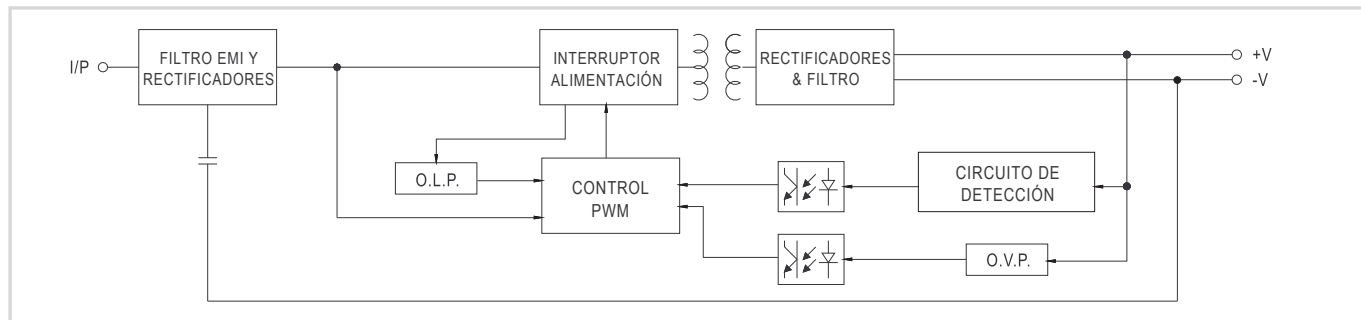 I/P
FILTRO EMI Y
RECTIFICADORES
INTERRUPTOR
ALIMENTACIÓN
RECTIFICADORES
& FILTRO
+V
-V
O.L.P.
CONTROL
PWM
CIRCUITO DE
DETECCIÓN
O.V.P.